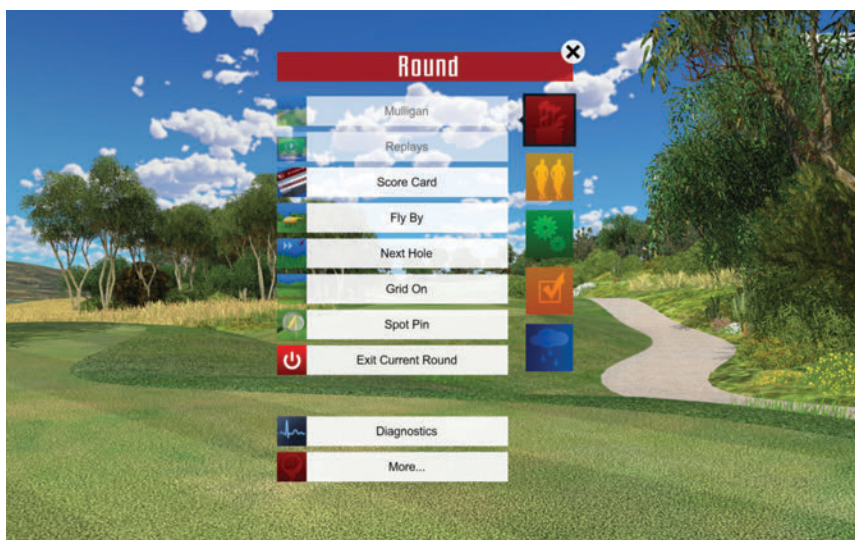 Round
Mulligan
Replays
Score Card
Fly By
Next Hole
Grid On
Spot Pin
Exit Current Round
Diagnostics
More...